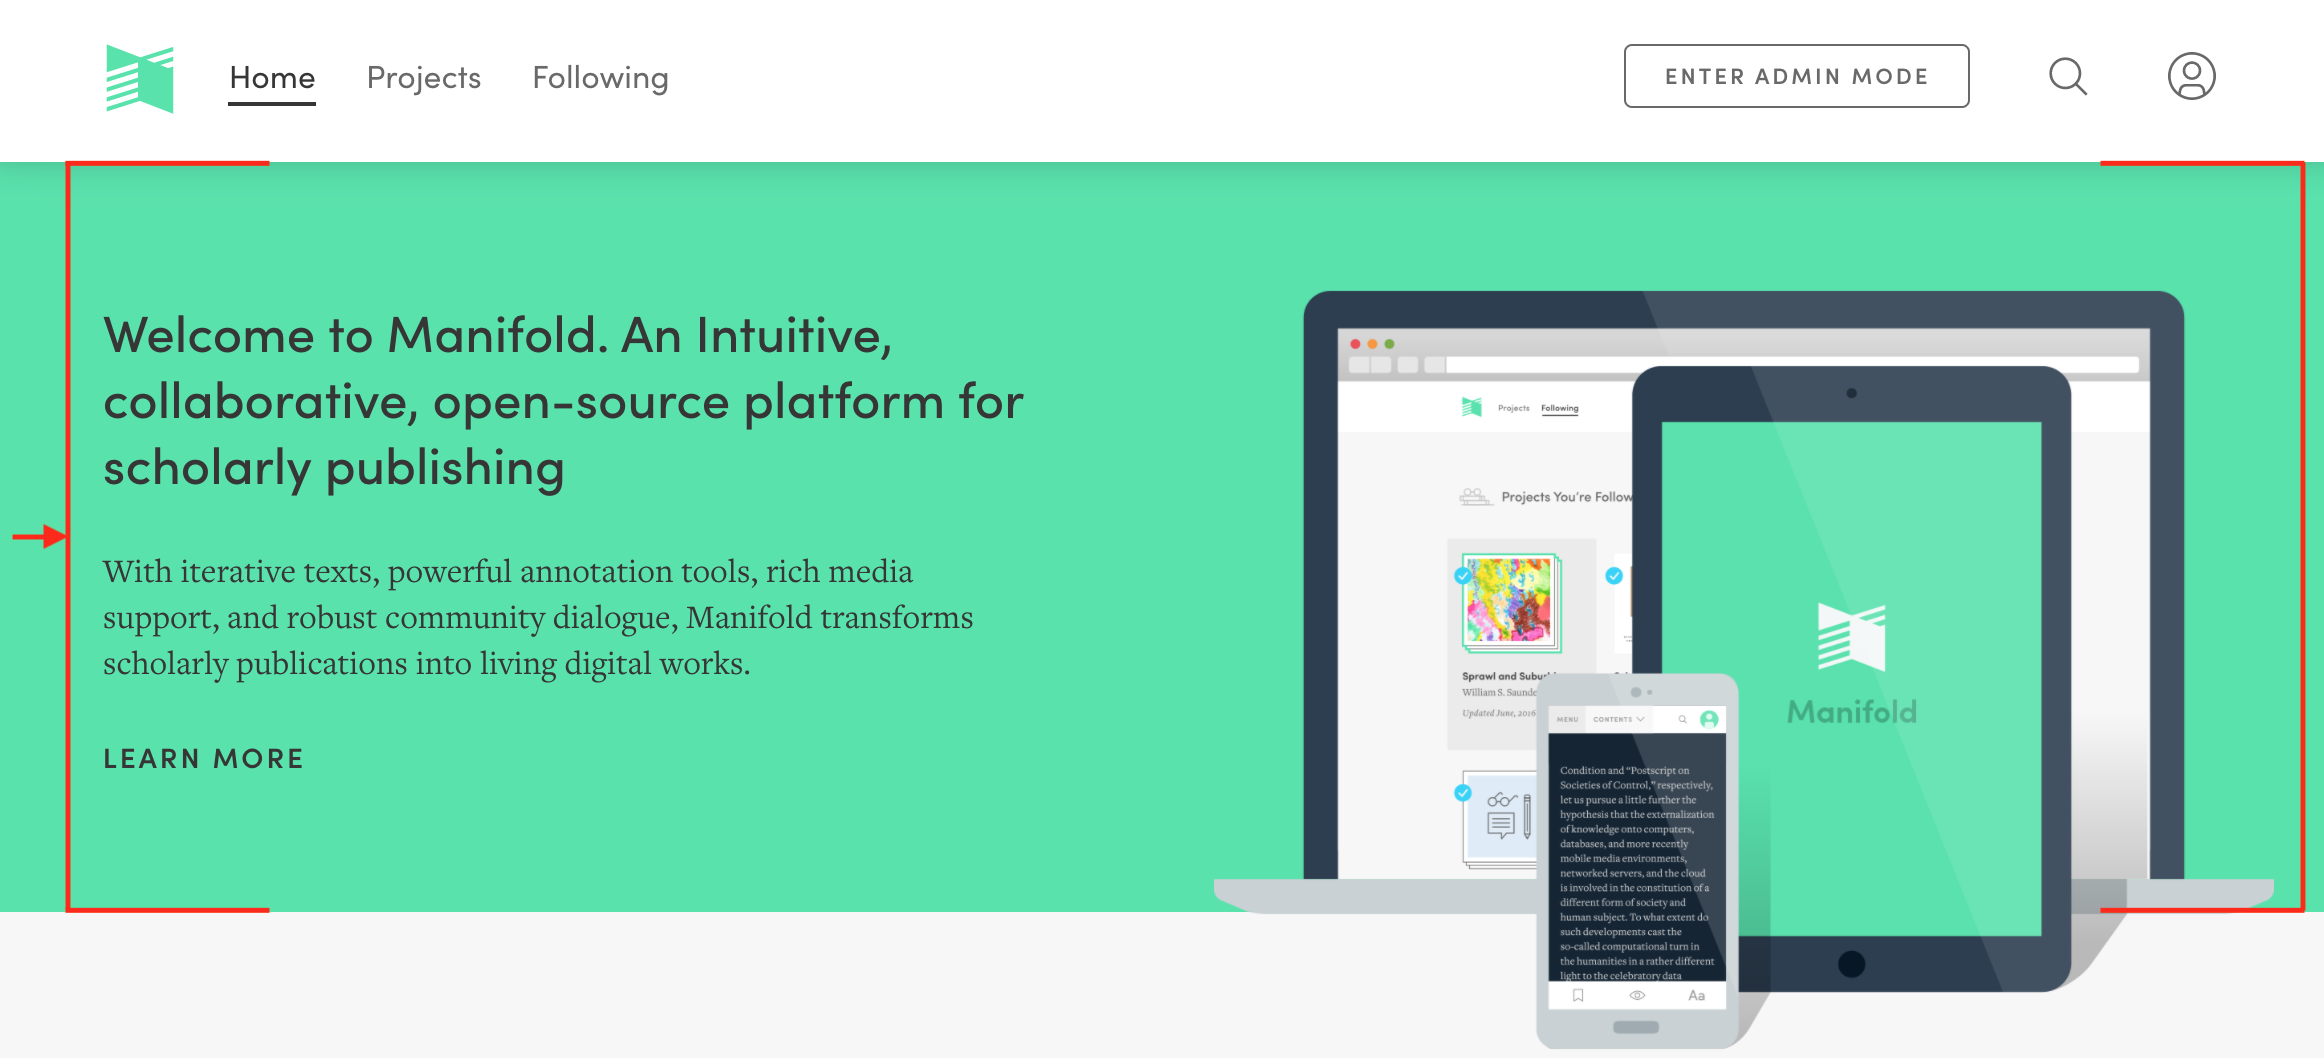 Home Projects Following ENTER ADMIN MODE
Welcome to Manifold. An Intuitive,
collaborative, open-source platform for
scholarly publishing
With iterative texts, powerful annotation tools, rich media
support, and robust community dialogue, Manifold transforms
scholarly publications into living digital works.
LEARN MORE
Projects Following
Projects You're Follow
Sprawl and Subur
William S. Saunde
Updated June, 2016
Manifold
MENU CONTENTS
Condition and “Postscript on
Societies of Control,” respectively,
let us pursue a little further the
hypothesis that the externalization
of knowledge onto computers,
databases, and more recently
mobile media environments,
networked servers, and the cloud
is involved in the constitution of a
different form of society and
human subject. To what extent do
such developments cast the
so-called computational turn in
the humanities in a rather different
light to the celebratory data
Aa